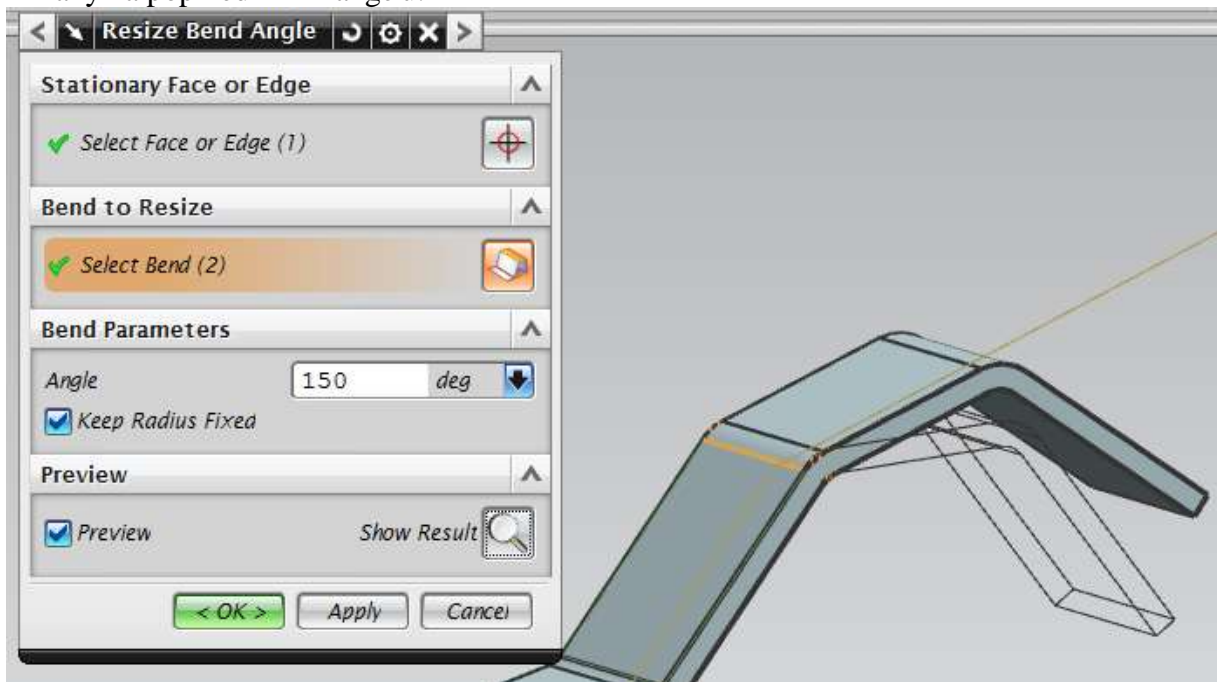 Resize Bend Angle
Stationary Face or Edge
Select Face or Edge (1)
Bend to Resize
Select Bend (2)
Bend Parameters
Angle 150 deg
Keep Radius Fixed
Preview
Preview Show Result
< OK > Apply Cancel